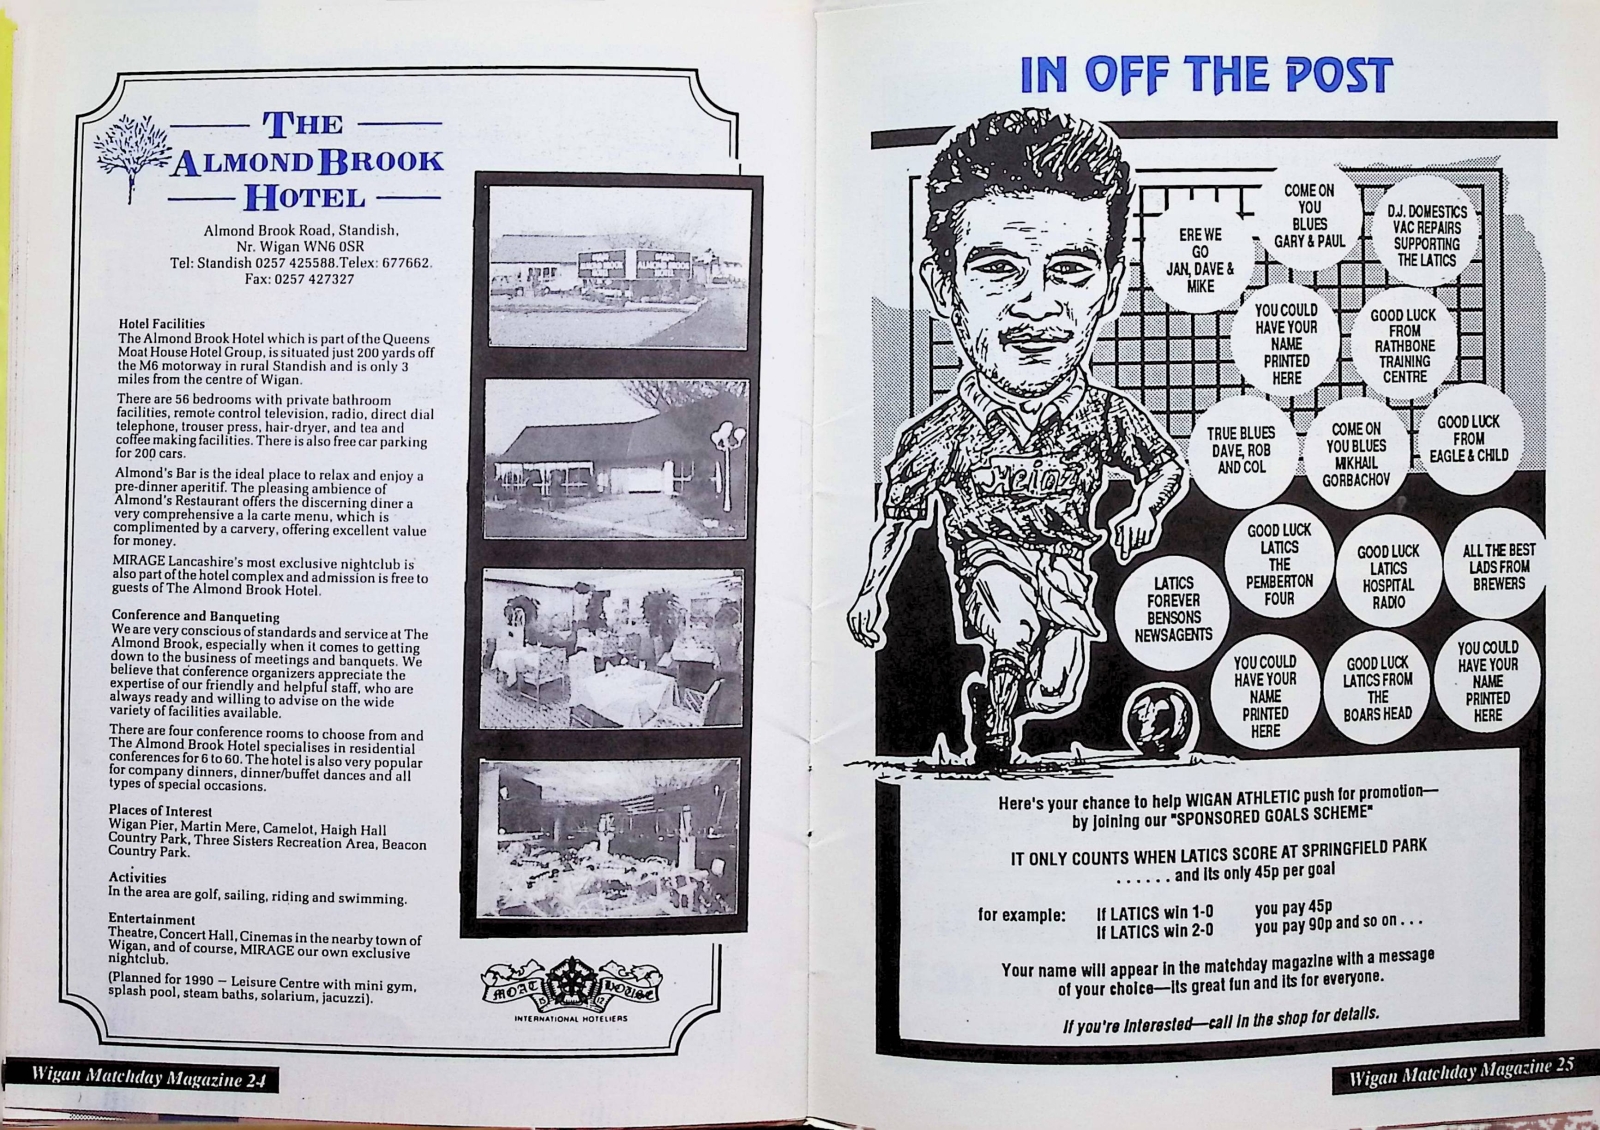 THE
ALMOND BROOK
HOTEL
Almond Brook Road, Standish,
Nr. Wigan WN6 0SR
Tel: Standish 0257 425588.Telex: 677662.
Fax: 0257 427327
Hotel Facilities
The Almond Brook Hotel which is part of the Queens
Moat House Hotel Group, is situated just 200 yards off
the M6 motorway in rural Standish and is only 3
miles from the centre of Wigan.
There are 56 bedrooms with private bathroom
facilities, remote control television, radio, direct dial
telephone, trouser press, hair-dryer, and tea and
coffee making facilities. There is also free car parking
for 200 cars.
Almond's Bar is the ideal place to relax and enjoy a
pre-dinner aperitif. The pleasing ambience of
Almond's Restaurant offers the discerning diner a
very comprehensive a la carte menu, which is
complimented by a carvery, offering excellent value
for money.
MIRAGE Lancashire's most exclusive nightclub is
also part of the hotel complex and admission is free to
guests of The Almond Brook Hotel.
Conference and Banqueting
We are very conscious of standards and service at The
Almond Brook, especially when it comes to getting
down to the business of meetings and banquets. We
believe that conference organizers appreciate the
expertise of our friendly and helpful staff, who are
always ready and willing to advise on the wide
variety of facilities available.
There are four conference rooms to choose from and
The Almond Brook Hotel specialises in residential
conferences for 6 to 60. The hotel is also very popular
for company dinners, dinner/buffet dances and all
types of special occasions.
Places of Interest
Wigan Pier, Martin Mere, Camelot, Haigh Hall
Country Park, Three Sisters Recreation Area, Beacon
Country Park.
Activities
In the area are golf, sailing, riding and swimming.
Entertainment
Theatre, Concert Hall, Cinemas in the nearby town of
Wigan, and of course, MIRAGE our own exclusive
nightclub.
(Planned for 1990 – Leisure Centre with mini gym,
splash pool, steam baths, solarium, jacuzzi).
MOAT HOUSE
INTERNATIONAL HOTELIERS
Wigan Matchday Magazine 24
IN OFF THE POST
Heinz
ERE WE
GO
JAN, DAVE &
MIKE
COME ON
YOU
BLUES
GARY & PAUL
D.J. DOMESTICS
VAC REPAIRS
SUPPORTING
THE LATICS
YOU COULD
HAVE YOUR
NAME
PRINTED
HERE
GOOD LUCK
FROM
RATHBONE
TRAINING
CENTRE
TRUE BLUES
DAVE, ROB
AND COL
COME ON
YOU BLUES
MIKHAIL
GORBACHOV
GOOD LUCK
FROM
EAGLE & CHILD
LATICS
FOREVER
BENSONS
NEWSAGENTS
GOOD LUCK
LATICS
THE
PEMBERTON
FOUR
GOOD LUCK
LATICS
HOSPITAL
RADIO
ALL THE BEST
LADS FROM
BREWERS
YOU COULD
HAVE YOUR
NAME
PRINTED
HERE
GOOD LUCK
LATICS FROM
THE
BOARS HEAD
YOU COULD
HAVE YOUR
NAME
PRINTED
HERE
Here's your chance to help WIGAN ATHLETIC push for promotion—
by joining our "SPONSORED GOALS SCHEME"
IT ONLY COUNTS WHEN LATICS SCORE AT SPRINGFIELD PARK
...... and its only 45p per goal
for example: If LATICS win 1-0 you pay 45p
If LATICS win 2-0 you pay 90p and so on . . .
Your name will appear in the matchday magazine with a message
of your choice—its great fun and its for everyone.
If you're interested—call in the shop for details.
Wigan Matchday Magazine 25